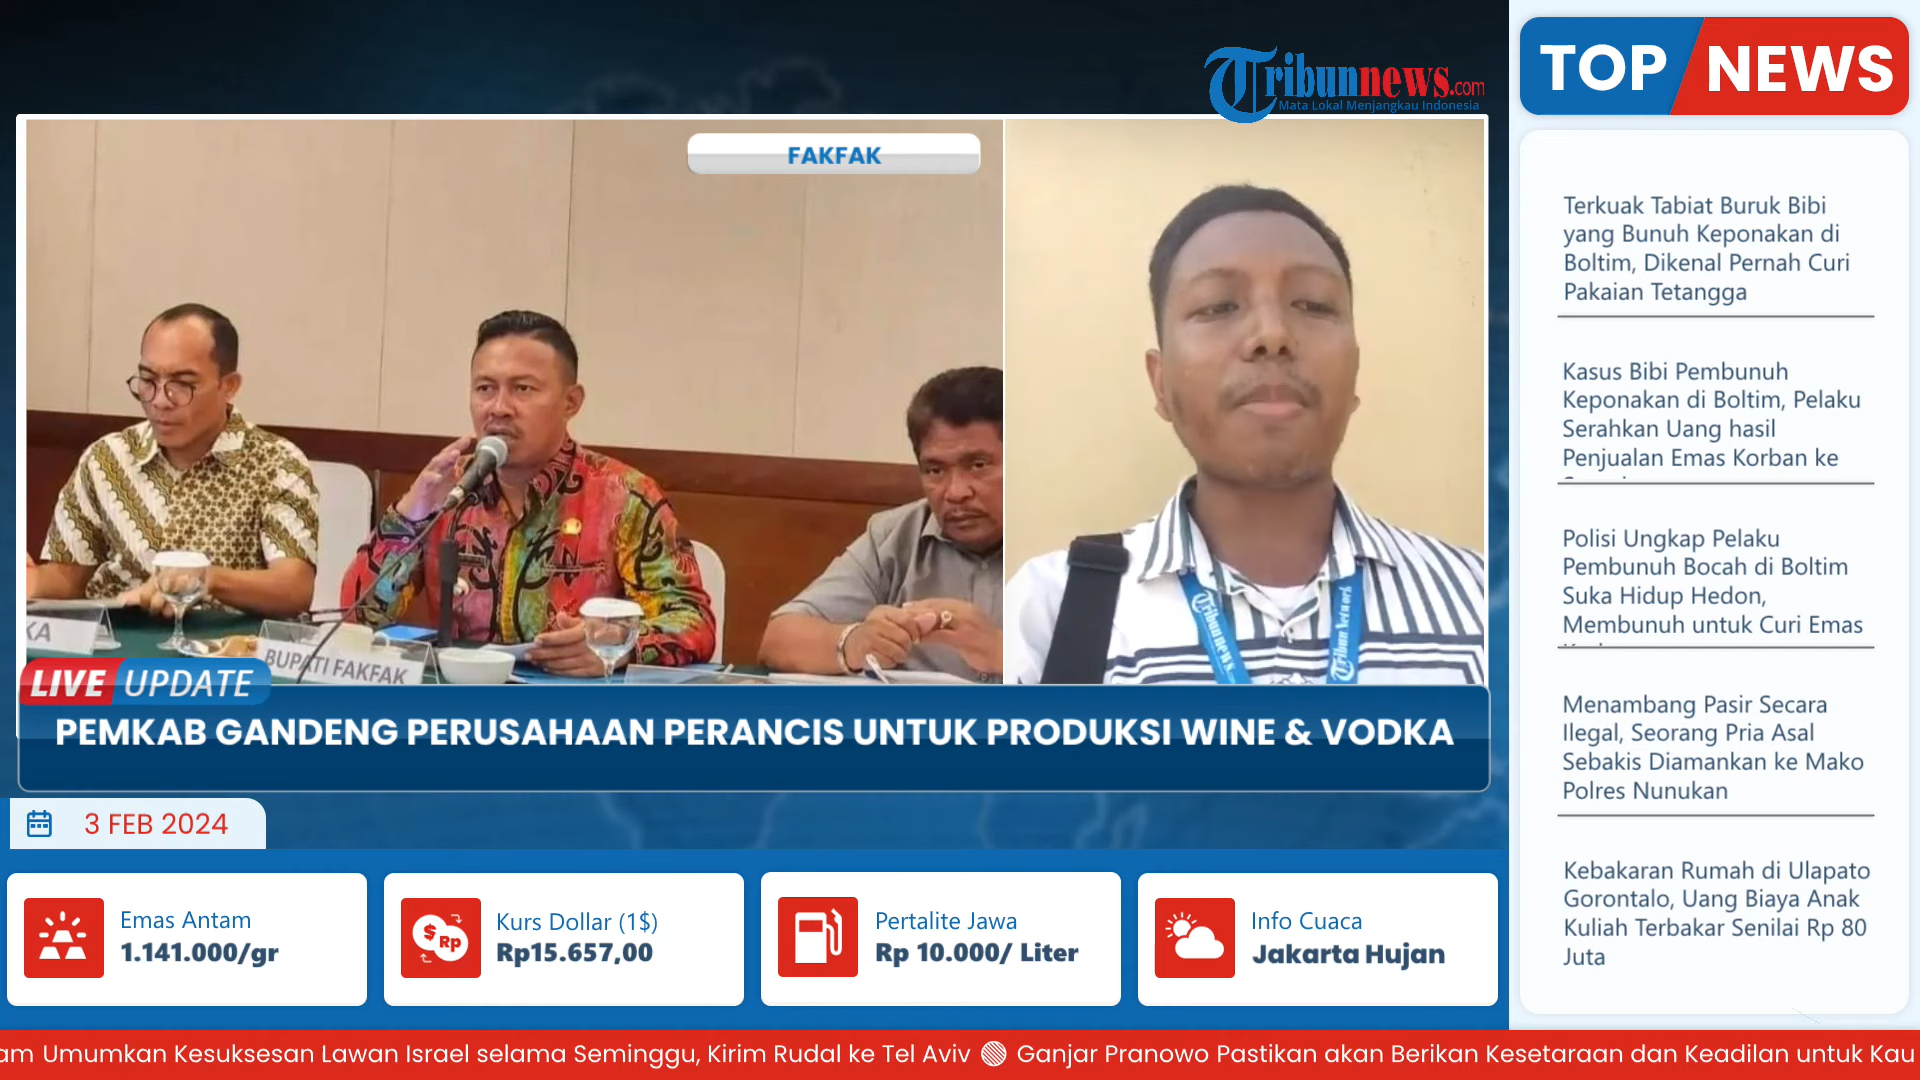 Tribunnews.com
Mata Lokal Menjangkau Indonesia
FAKFAK
KA
BUPATI FAKFAK
Tribunnews.
Tribun Network
LIVE UPDATE
PEMKAB GANDENG PERUSAHAAN PERANCIS UNTUK PRODUKSI WINE & VODKA
3 FEB 2024
Emas Antam
1.141.000/gr
Kurs Dollar (1$)
Rp15.657,00
Pertalite Jawa
Rp 10.000/ Liter
Info Cuaca
Jakarta Hujan
TOP NEWS
Terkuak Tabiat Buruk Bibi
yang Bunuh Keponakan di
Boltim, Dikenal Pernah Curi
Pakaian Tetangga
Kasus Bibi Pembunuh
Keponakan di Boltim, Pelaku
Serahkan Uang hasil
Penjualan Emas Korban ke
Polisi Ungkap Pelaku
Pembunuh Bocah di Boltim
Suka Hidup Hedon,
Membunuh untuk Curi Emas
Menambang Pasir Secara
Ilegal, Seorang Pria Asal
Sebakis Diamankan ke Mako
Polres Nunukan
Kebakaran Rumah di Ulapato
Gorontalo, Uang Biaya Anak
Kuliah Terbakar Senilai Rp 80
Juta
am Umumkan Kesuksesan Lawan Israel selama Seminggu, Kirim Rudal ke Tel Aviv Ganjar Pranowo Pastikan akan Berikan Kesetaraan dan Keadilan untuk Kau